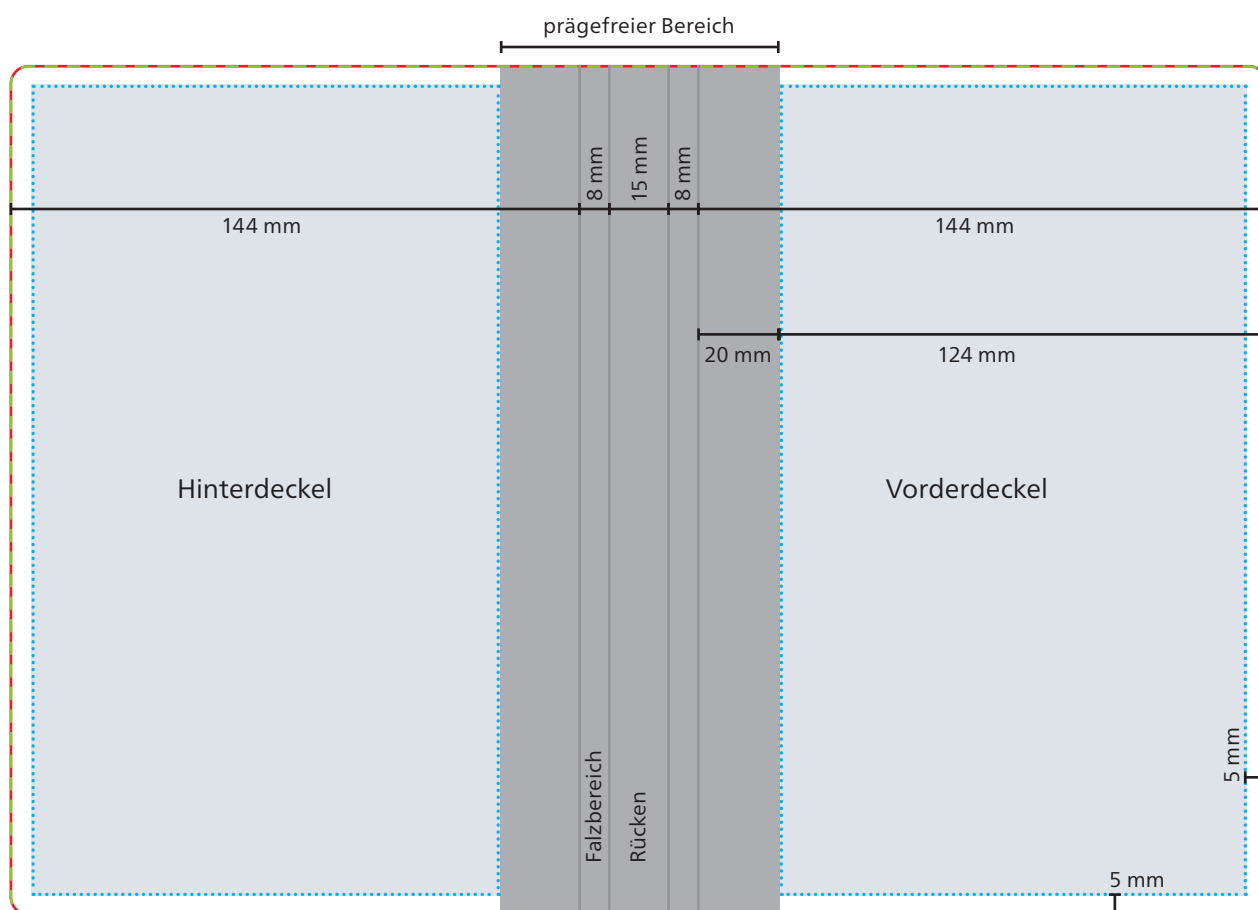 prägefreier Bereich
8 mm
15 mm
8 mm
144 mm
144 mm
20 mm
124 mm
Hinterdeckel
Vorderdeckel
5 mm
Falzbereich
Rücken
5 mm